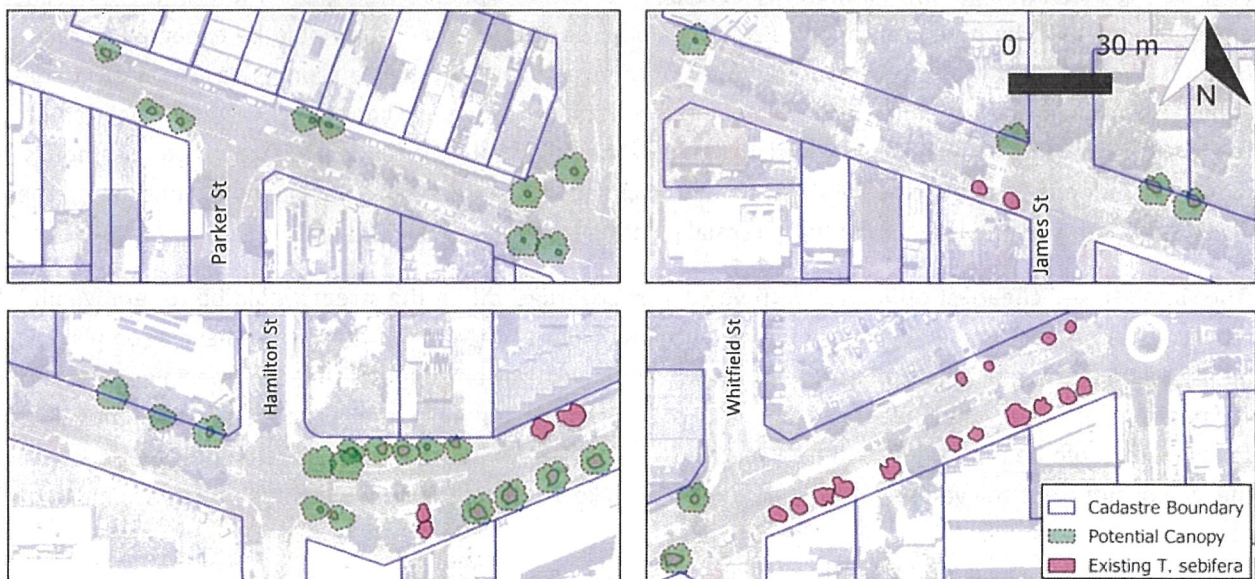 Parker St
0 30 m
N
James St
Hamilton St
Whitfield St
Cadastre Boundary
Potential Canopy
Existing T. sebifera